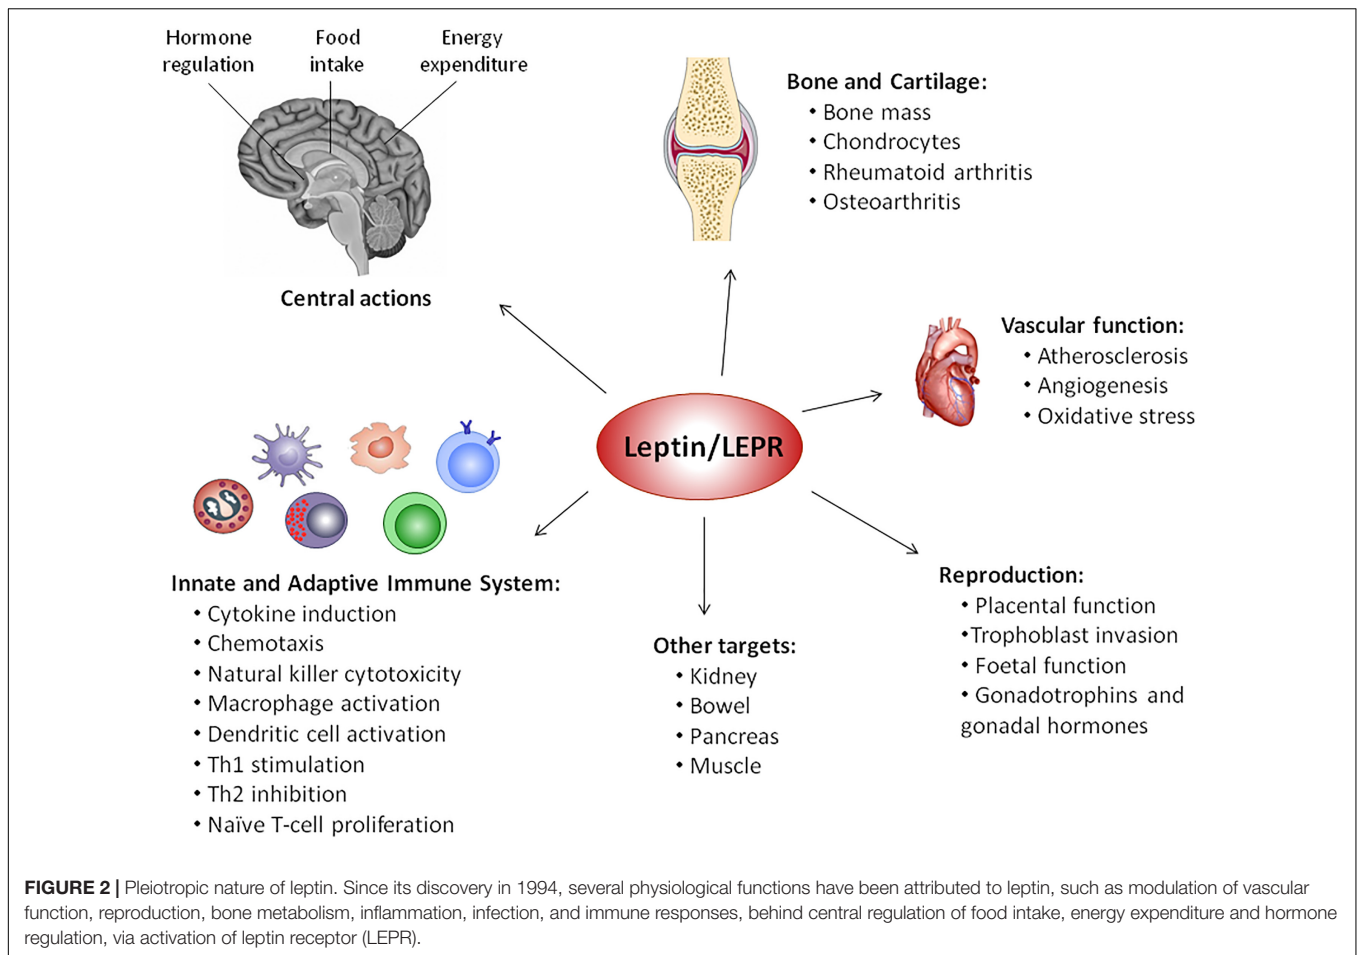 Hormone
regulation
Food
intake
Energy
expenditure
Central actions
Bone and Cartilage:
• Bone mass
• Chondrocytes
• Rheumatoid arthritis
• Osteoarthritis
Vascular function:
• Atherosclerosis
• Angiogenesis
• Oxidative stress
Leptin/LEPR
Innate and Adaptive Immune System:
• Cytokine induction
• Chemotaxis
• Natural killer cytotoxicity
• Macrophage activation
• Dendritic cell activation
• Th1 stimulation
• Th2 inhibition
• Naïve T-cell proliferation
Other targets:
• Kidney
• Bowel
• Pancreas
• Muscle
Reproduction:
• Placental function
•Trophoblast invasion
• Foetal function
• Gonadotrophins and
gonadal hormones
FIGURE 2 | Pleiotropic nature of leptin. Since its discovery in 1994, several physiological functions have been attributed to leptin, such as modulation of vascular
function, reproduction, bone metabolism, inflammation, infection, and immune responses, behind central regulation of food intake, energy expenditure and hormone
regulation, via activation of leptin receptor (LEPR).